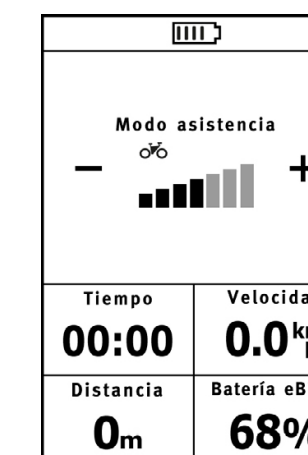 Modo asistencia
− +
Tiempo Velocida
00:00 0.0
Distancia Batería eB
0m 68%